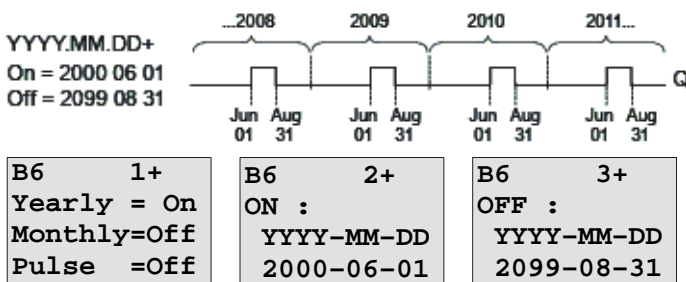 ...2008 2009 2010 2011...
YYYY.MM.DD+
On = 2000 06 01
Off = 2099 08 31
Q
Jun Aug Jun Aug Jun Aug Jun Aug
01 31 01 31 01 31 01 31
B6 1+
Yearly = On
Monthly=Off
Pulse =Off
B6 2+
ON :
YYYY-MM-DD
2000-06-01
B6 3+
OFF :
YYYY-MM-DD
2099-08-31